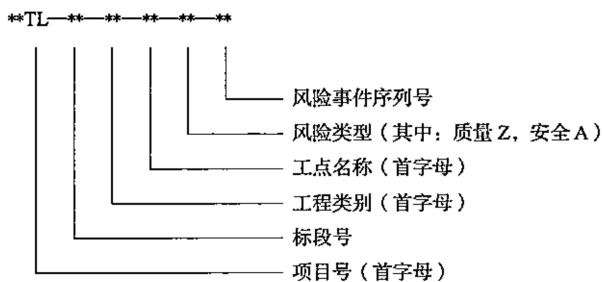 **TL—**—**—**—**—**
风险事件序列号
风险类型（其中：质量Z，安全A）
工点名称（首字母）
工程类别（首字母）
标段号
项目号（首字母）